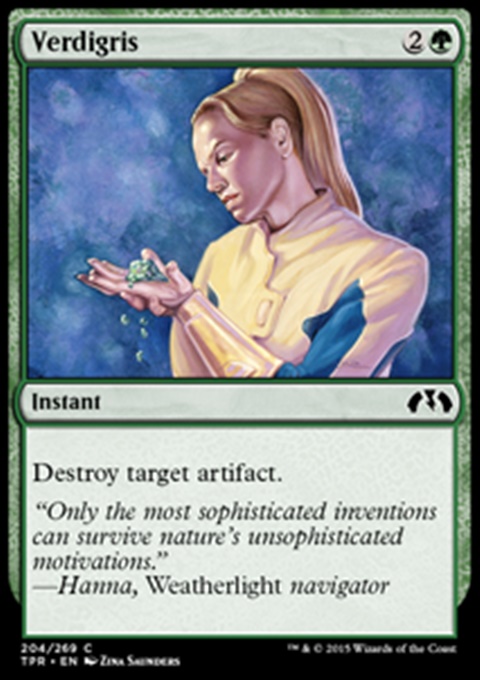 Verdigris 2
Instant
Destroy target artifact.
“Only the most sophisticated inventions
can survive nature’s unsophisticated
motivations.”
—Hanna, Weatherlight navigator
204/269 C
TPR • EN Zina Saunders
™ & © 2015 Wizards of the Coast